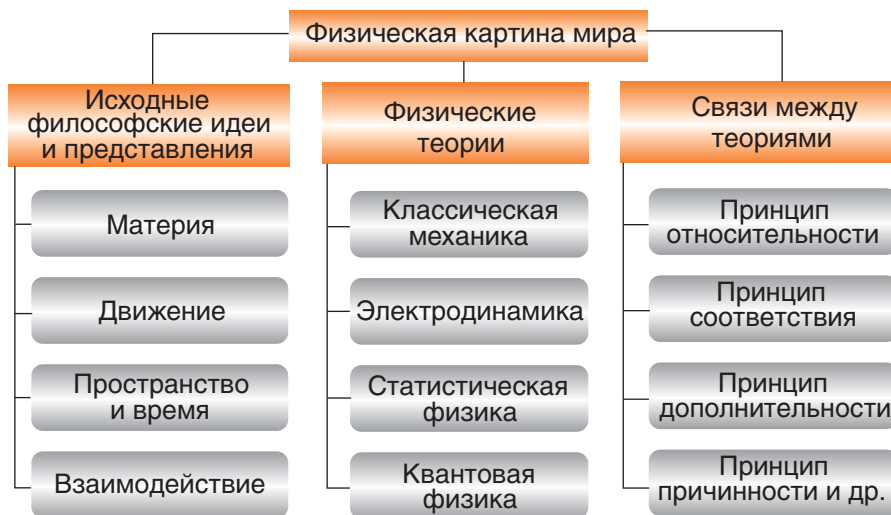 Физическая картина мира
Исходные
философские идеи
и представления
Материя
Движение
Пространство
и время
Взаимодействие
Физические
теории
Классическая
механика
Электродинамика
Статистическая
физика
Квантовая
физика
Связи между
теориями
Принцип
относительности
Принцип
соответствия
Принцип
дополнительности
Принцип
причинности и др.